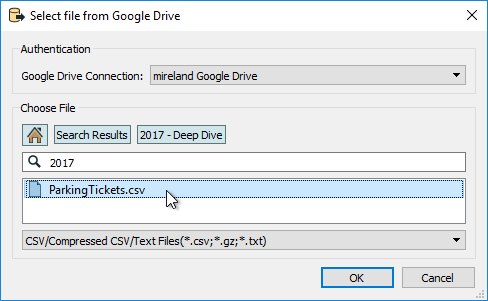 Select file from Google Drive
Authentication
Google Drive Connection: mireland Google Drive
Choose File
Search Results 2017 - Deep Dive
2017
ParkingTickets.csv
CSV/Compressed CSV/Text Files(*.csv;*.gz;*.txt)
OK Cancel